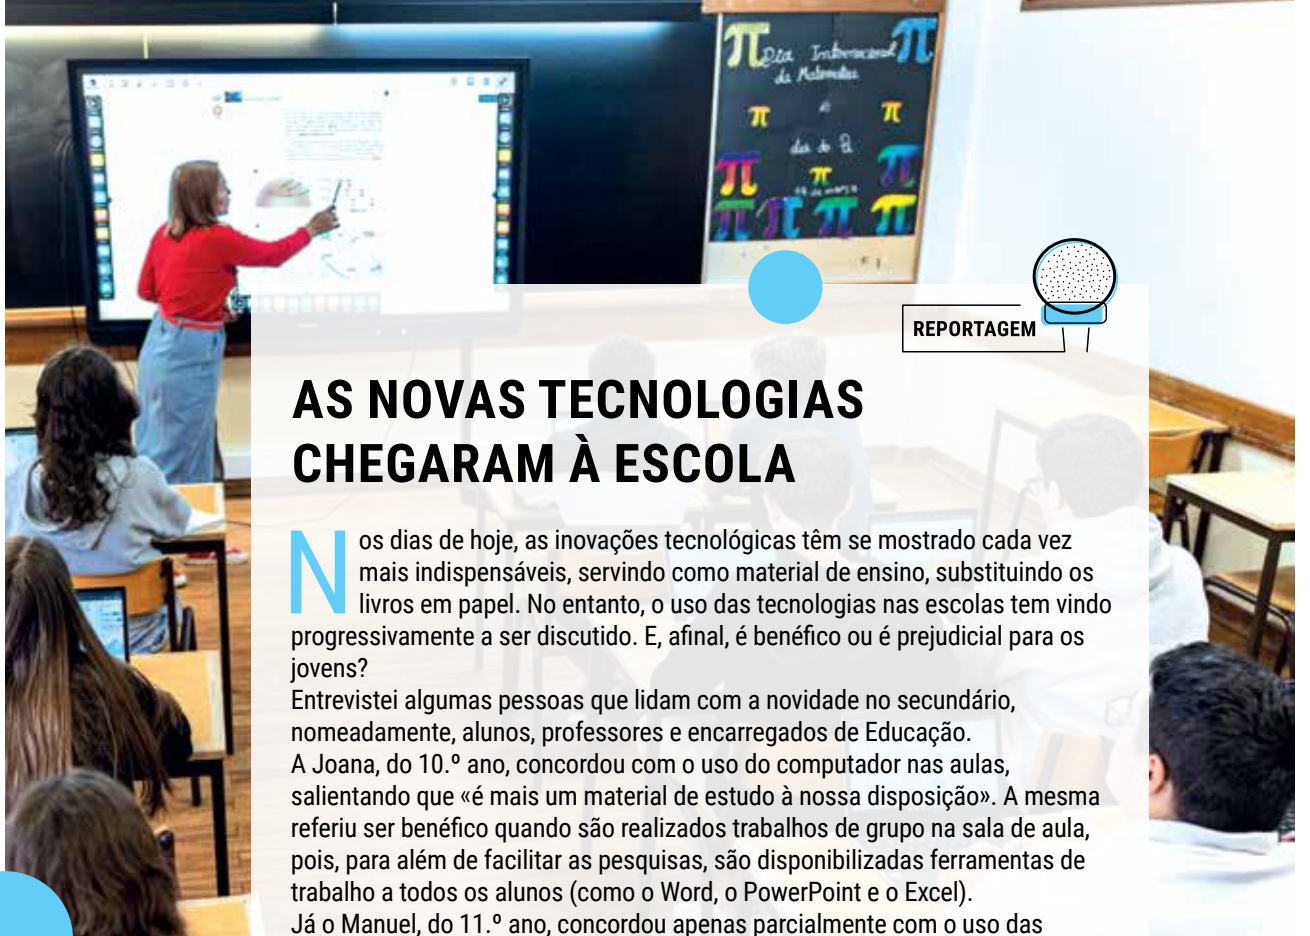 Dia Internacional
da Matemática
dia do Pi
14 de março
REPORTAGEM
AS NOVAS TECNOLOGIAS
CHEGARAM À ESCOLA
Nos dias de hoje, as inovações tecnológicas têm se mostrado cada vez
mais indispensáveis, servindo como material de ensino, substituindo os
livros em papel. No entanto, o uso das tecnologias nas escolas tem vindo
progressivamente a ser discutido. E, afinal, é benéfico ou é prejudicial para os
jovens?
Entrevistei algumas pessoas que lidam com a novidade no secundário,
nomeadamente, alunos, professores e encarregados de Educação.
A Joana, do 10.º ano, concordou com o uso do computador nas aulas,
salientando que «é mais um material de estudo à nossa disposição». A mesma
referiu ser benéfico quando são realizados trabalhos de grupo na sala de aula,
pois, para além de facilitar as pesquisas, são disponibilizadas ferramentas de
trabalho a todos os alunos (como o Word, o PowerPoint e o Excel).
Já o Manuel, do 11.º ano, concordou apenas parcialmente com o uso das